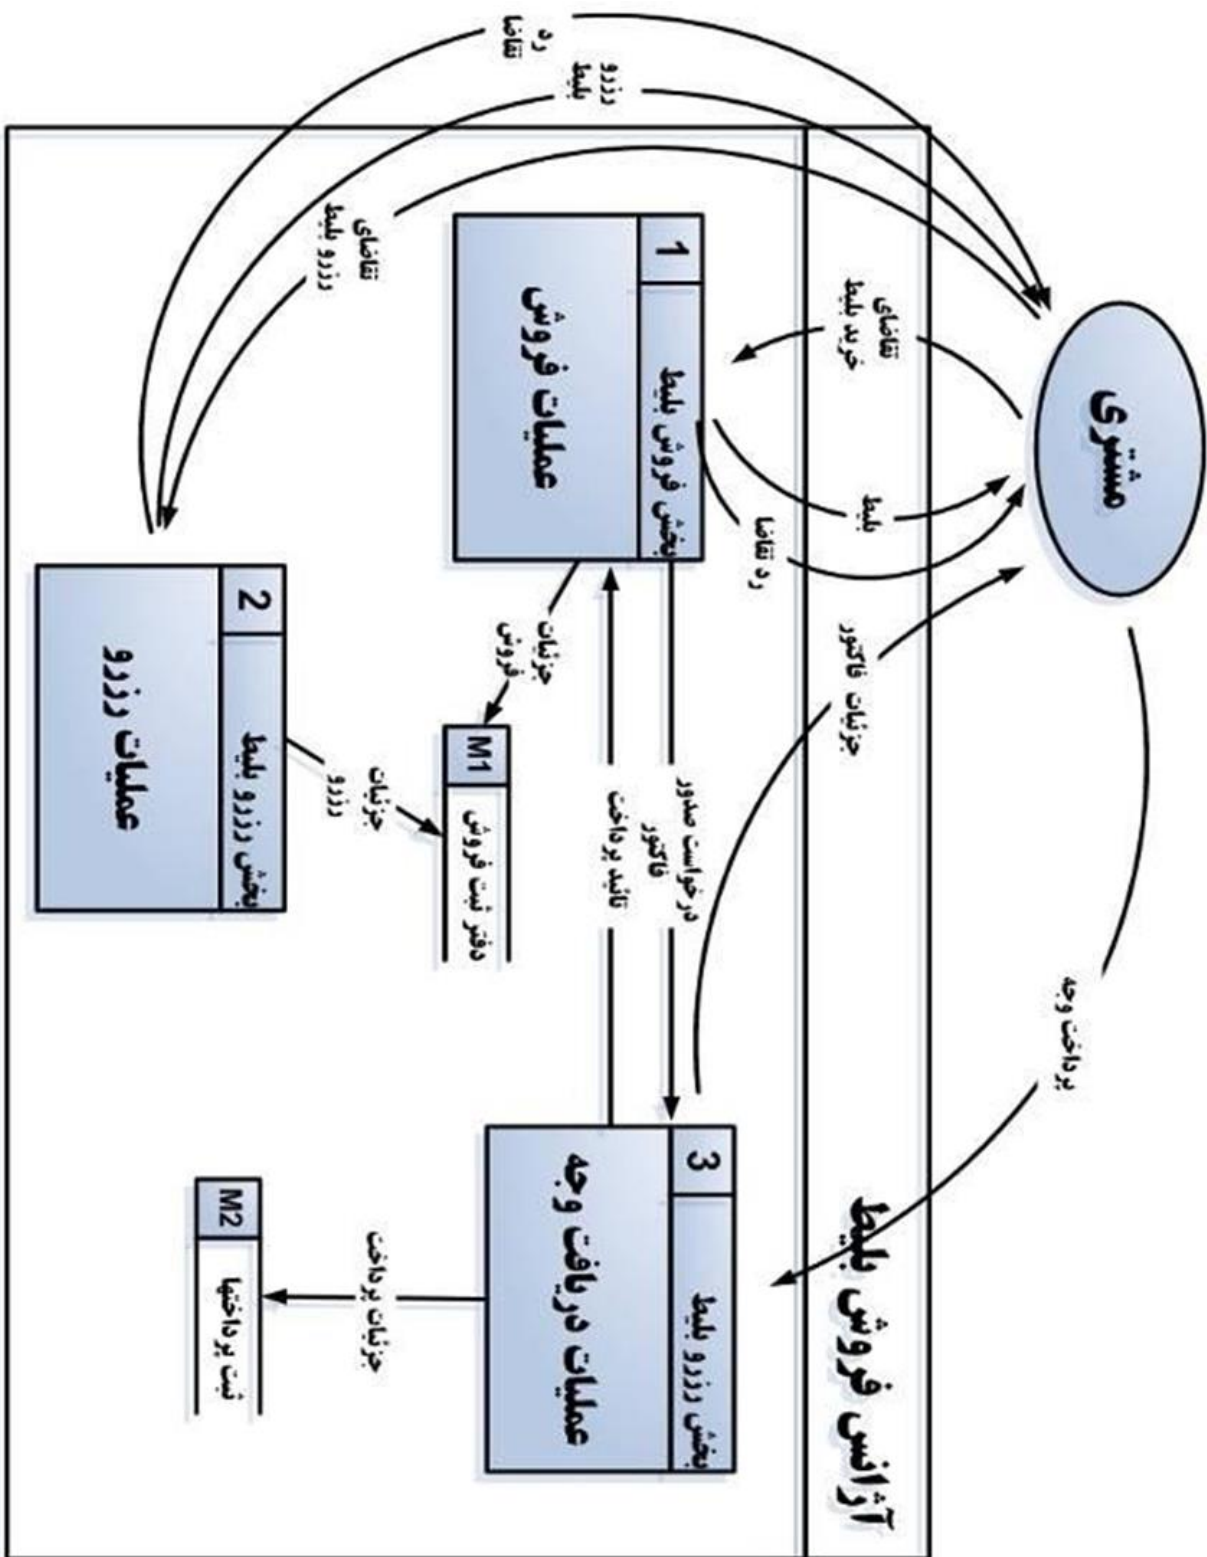 مشتری
آژانس فروش بلیط
رد
تقاضا
رزرو
بلیط
تقاضای
رزرو بلیط
تقاضای
خرید بلیط
بلیط
رد تقاضا
جزئیات فاکتور
پرداخت وجه
1
بخش فروش بلیط
عملیات فروش
درخواست صدور
فاکتور
تائید پرداخت
3
بخش رزرو بلیط
عملیات دریافت وجه
جزئیات
فروش
M1
دفتر ثبت فروش
جزئیات
رزرو
2
بخش رزرو بلیط
عملیات رزرو
جزئیات پرداخت
M2
ثبت پرداختها